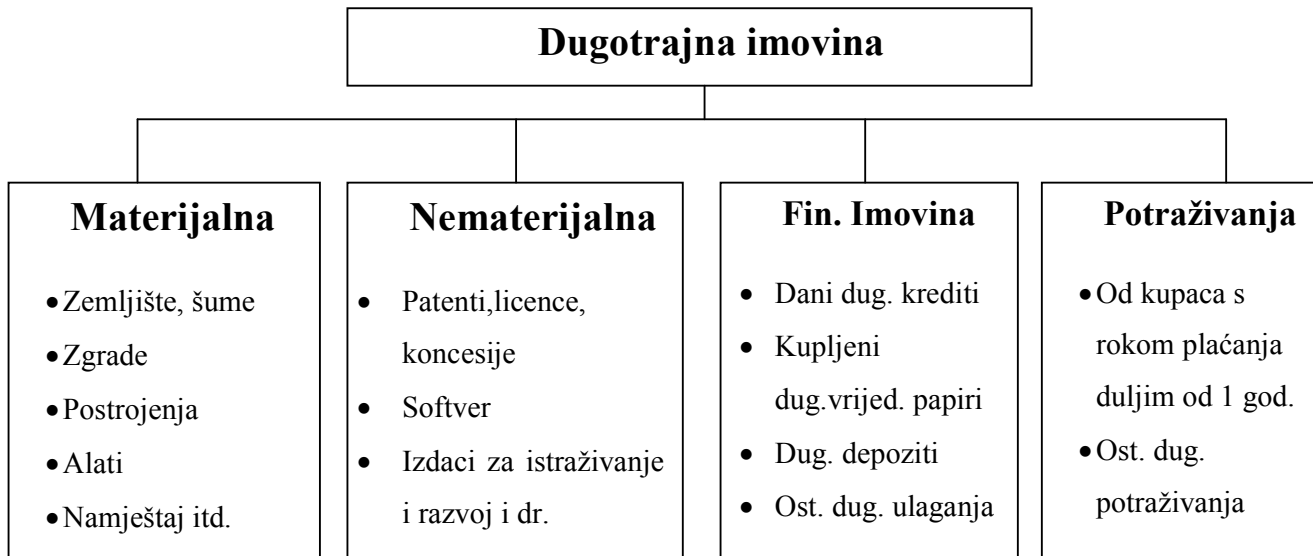 Dugotrajna imovina
Materijalna
• Zemljište, šume
• Zgrade
• Postrojenja
• Alati
• Namještaj itd.
Nematerijalna
• Patenti,licence,
koncesije
• Softver
• Izdaci za istraživanje
i razvoj i dr.
Fin. Imovina
• Dani dug. krediti
• Kupljeni
dug.vrijed. papiri
• Dug. depoziti
• Ost. dug. ulaganja
Potraživanja
• Od kupaca s
rokom plaćanja
duljim od 1 god.
• Ost. dug.
potraživanja